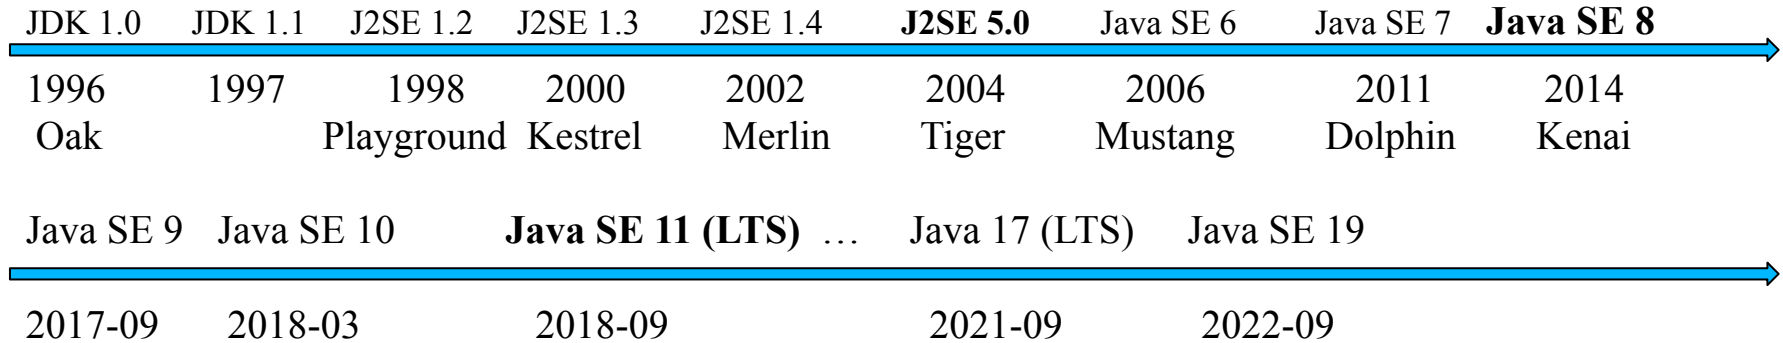 JDK 1.0 JDK 1.1 J2SE 1.2 J2SE 1.3 J2SE 1.4 J2SE 5.0 Java SE 6 Java SE 7 Java SE 8
1996 1997 1998 2000 2002 2004 2006 2011 2014
Oak Playground Kestrel Merlin Tiger Mustang Dolphin Kenai
Java SE 9 Java SE 10 Java SE 11 (LTS) … Java 17 (LTS) Java SE 19
2017-09 2018-03 2018-09 2021-09 2022-09